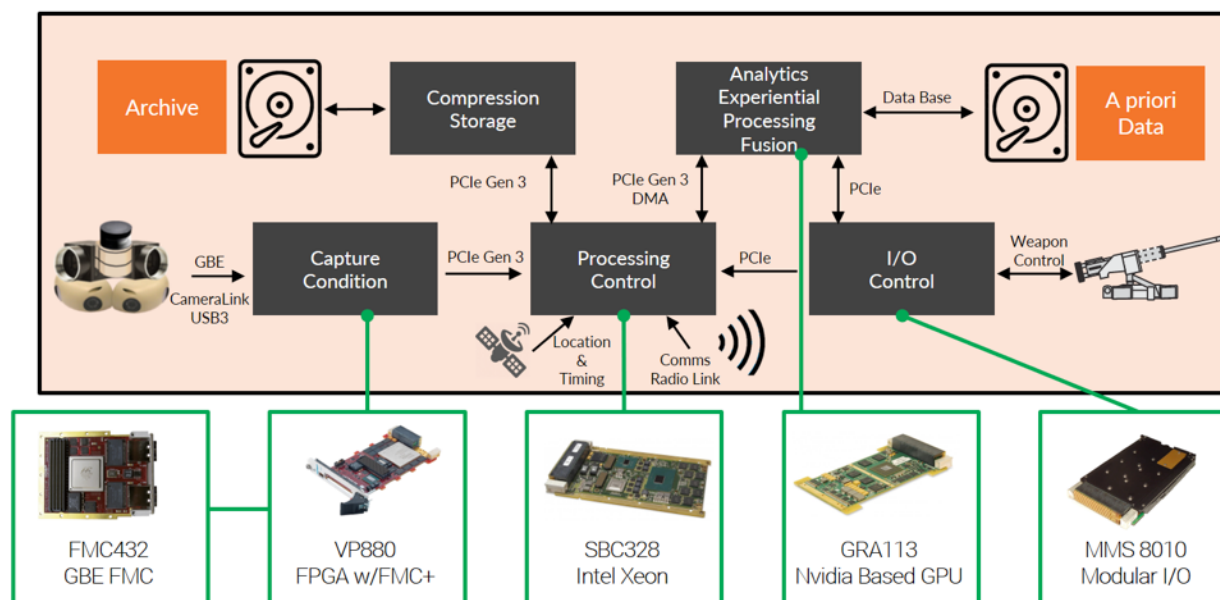 Archive
Compression
Storage
Analytics
Experiential
Processing
Fusion
Data Base
A priori
Data
PCIe Gen 3
PCIe Gen 3
DMA
PCIe
GBE
CameraLink
USB3
Capture
Condition
PCIe Gen 3
Processing
Control
PCIe
I/O
Control
Weapon
Control
Location
&
Timing
Comms
Radio Link
FMC432
GBE FMC
VP880
FPGA w/FMC+
SBC328
Intel Xeon
GRA113
Nvidia Based GPU
MMS 8010
Modular I/O